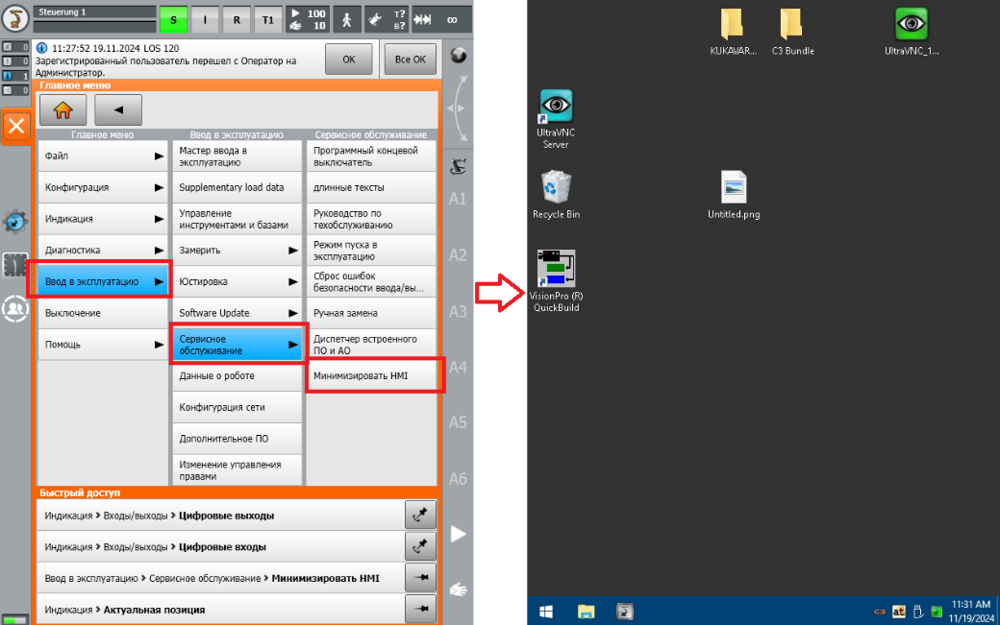 Steuerung 1
S
I
R
T1
100
10
T?
B?
∞
0
0
1
0
11:27:52 19.11.2024 LOS 120
Зарегистрированный пользователь перешел с Оператор на
Администратор.
OK
Все OK
Главное меню
Главное меню
Файл
Конфигурация
Индикация
Диагностика
Ввод в эксплуатацию
Выключение
Помощь
Ввод в эксплуатацию
Мастер ввода в
эксплуатацию
Supplementary load data
Управление
инструментами и базами
Замерить
Юстировка
Software Update
Сервисное
обслуживание
Данные о роботе
Конфигурация сети
Дополнительное ПО
Изменение управления
правами
Сервисное обслуживание
Программный концевой
выключатель
длинные тексты
Руководство по
техобслуживанию
Режим пуска в
эксплуатацию
Сброс ошибок
безопасности ввода/вы...
Ручная замена
Диспетчер встроенного
ПО и АО
Минимизировать HMI
A1
A2
A3
A4
A5
A6
Быстрый доступ
Индикация > Входы/выходы > Цифровые выходы
Индикация > Входы/выходы > Цифровые входы
Ввод в эксплуатацию > Сервисное обслуживание > Минимизировать HMI
Индикация > Актуальная позиция
KUKAVAR...
C3 Bundle
UltraVNC_1...
UltraVNC
Server
Recycle Bin
Untitled.png
VisionPro (R)
QuickBuild
at
11:31 AM
11/19/2024